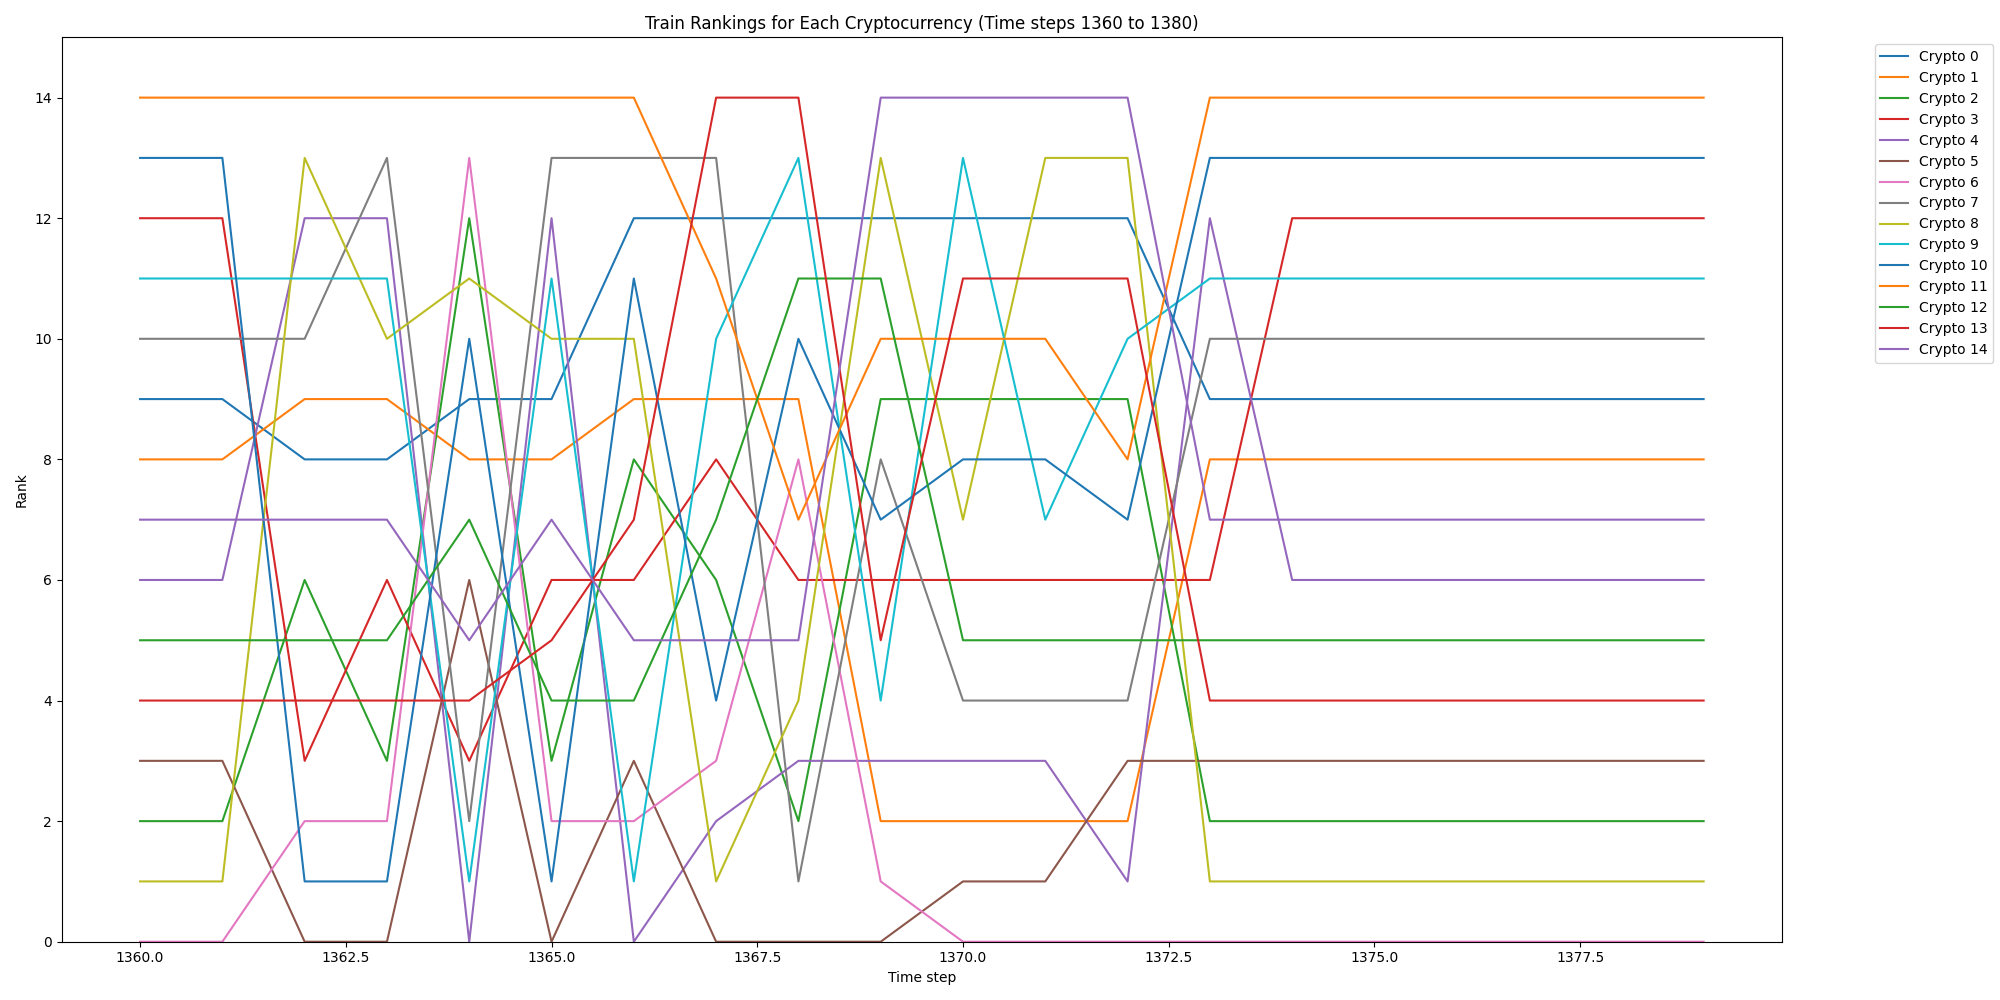 Train Rankings for Each Cryptocurrency (Time steps 1360 to 1380)
Rank
14
12
10
8
6
4
2
0
1360.0 1362.5 1365.0 1367.5 1370.0 1372.5 1375.0 1377.5
Time step
Crypto 0
Crypto 1
Crypto 2
Crypto 3
Crypto 4
Crypto 5
Crypto 6
Crypto 7
Crypto 8
Crypto 9
Crypto 10
Crypto 11
Crypto 12
Crypto 13
Crypto 14